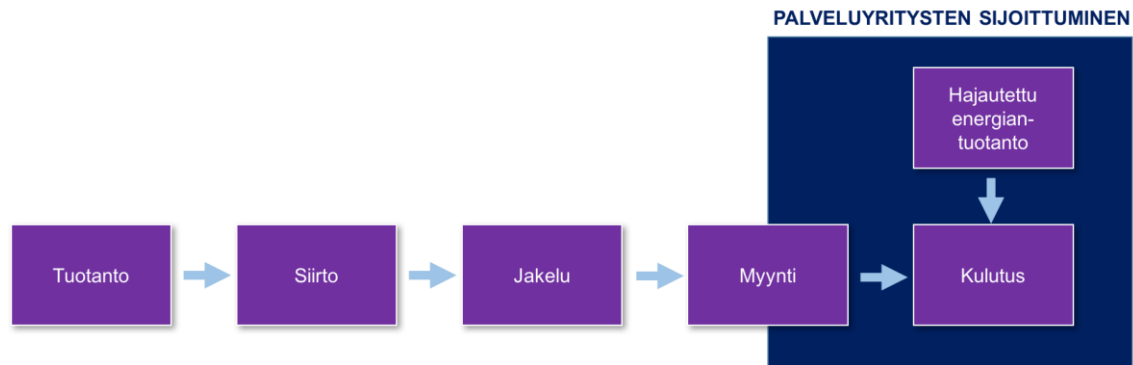 PALVELUYRITYSTEN SIJOITTUMINEN
Hajautettu
energian-
tuotanto
Tuotanto
Siirto
Jakelu
Myynti
Kulutus